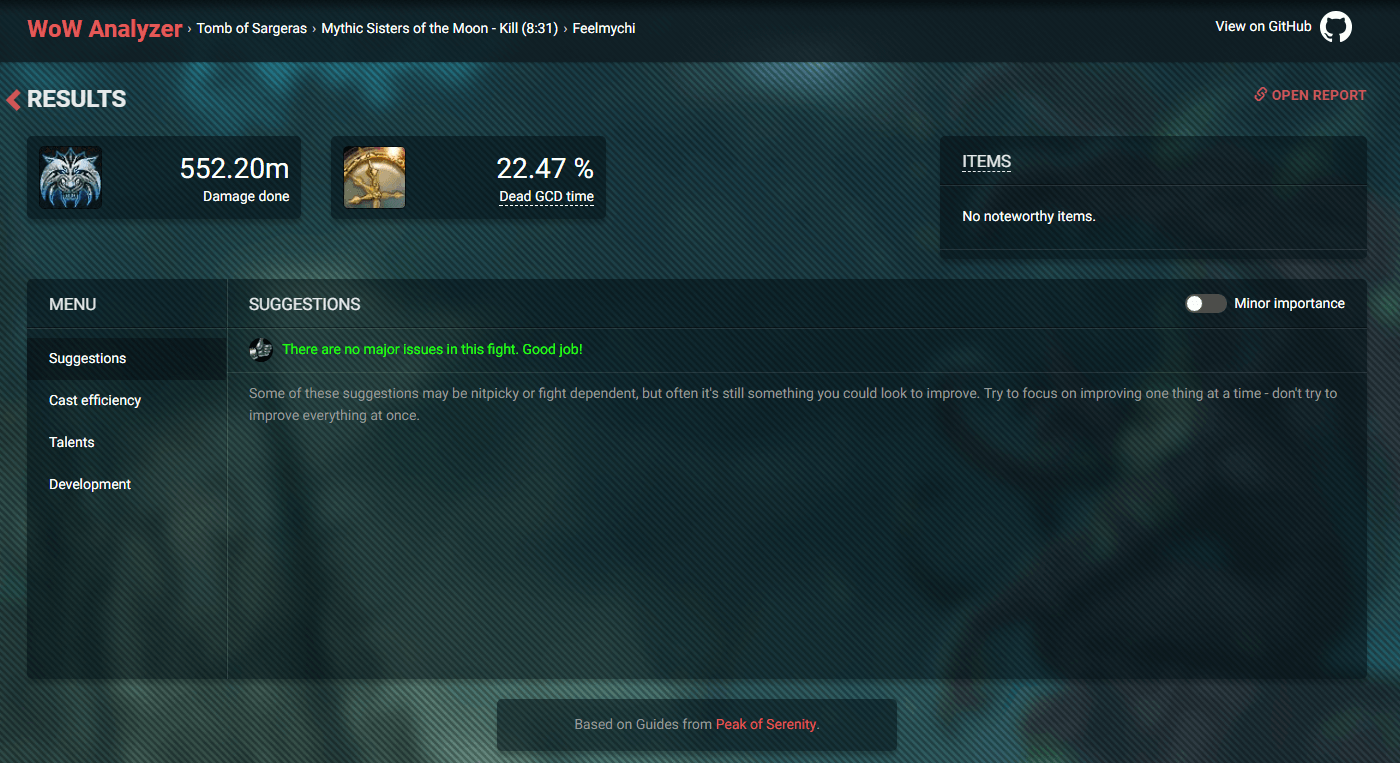 WoW Analyzer › Tomb of Sargeras › Mythic Sisters of the Moon - Kill (8:31) › Feelmychi
View on GitHub
RESULTS
OPEN REPORT
552.20m
Damage done
22.47 %
Dead GCD time
ITEMS
No noteworthy items.
MENU
Suggestions
Cast efficiency
Talents
Development
SUGGESTIONS
Minor importance
There are no major issues in this fight. Good job!
Some of these suggestions may be nitpicky or fight dependent, but often it's still something you could look to improve. Try to focus on improving one thing at a time - don't try to
improve everything at once.
Based on Guides from Peak of Serenity.